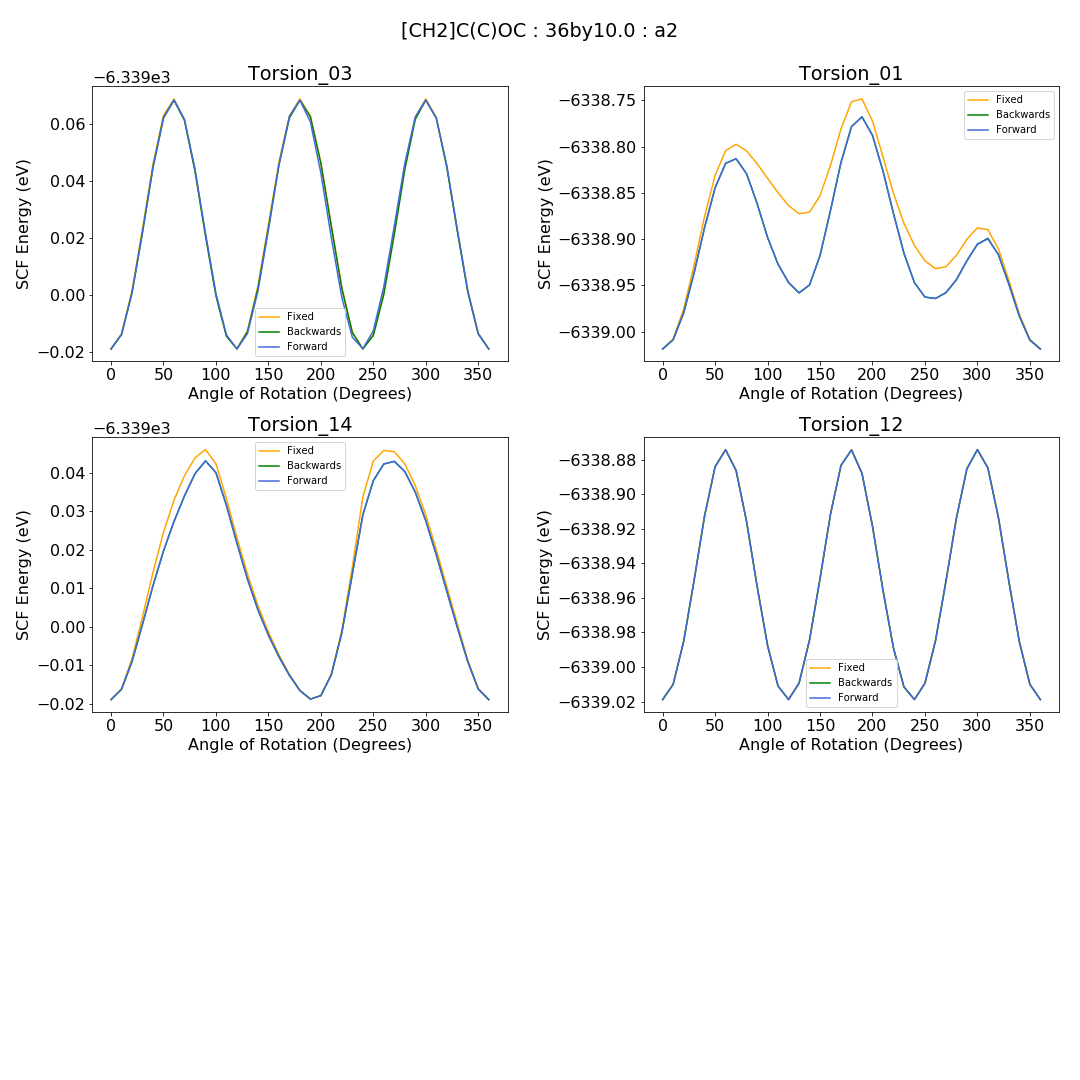 [CH2]C(C)OC : 36by10.0 : a2
Torsion_03
−6.339e3
0.06
0.04
0.02
0.00
−0.02
SCF Energy (eV)
0 50 100 150 200 250 300 350
Angle of Rotation (Degrees)
Fixed
Backwards
Forward
Torsion_01
−6338.75
−6338.80
−6338.85
−6338.90
−6338.95
−6339.00
SCF Energy (eV)
0 50 100 150 200 250 300 350
Angle of Rotation (Degrees)
Fixed
Backwards
Forward
Torsion_14
−6.339e3
0.04
0.03
0.02
0.01
0.00
−0.01
−0.02
SCF Energy (eV)
0 50 100 150 200 250 300 350
Angle of Rotation (Degrees)
Fixed
Backwards
Forward
Torsion_12
−6338.88
−6338.90
−6338.92
−6338.94
−6338.96
−6338.98
−6339.00
−6339.02
SCF Energy (eV)
0 50 100 150 200 250 300 350
Angle of Rotation (Degrees)
Fixed
Backwards
Forward